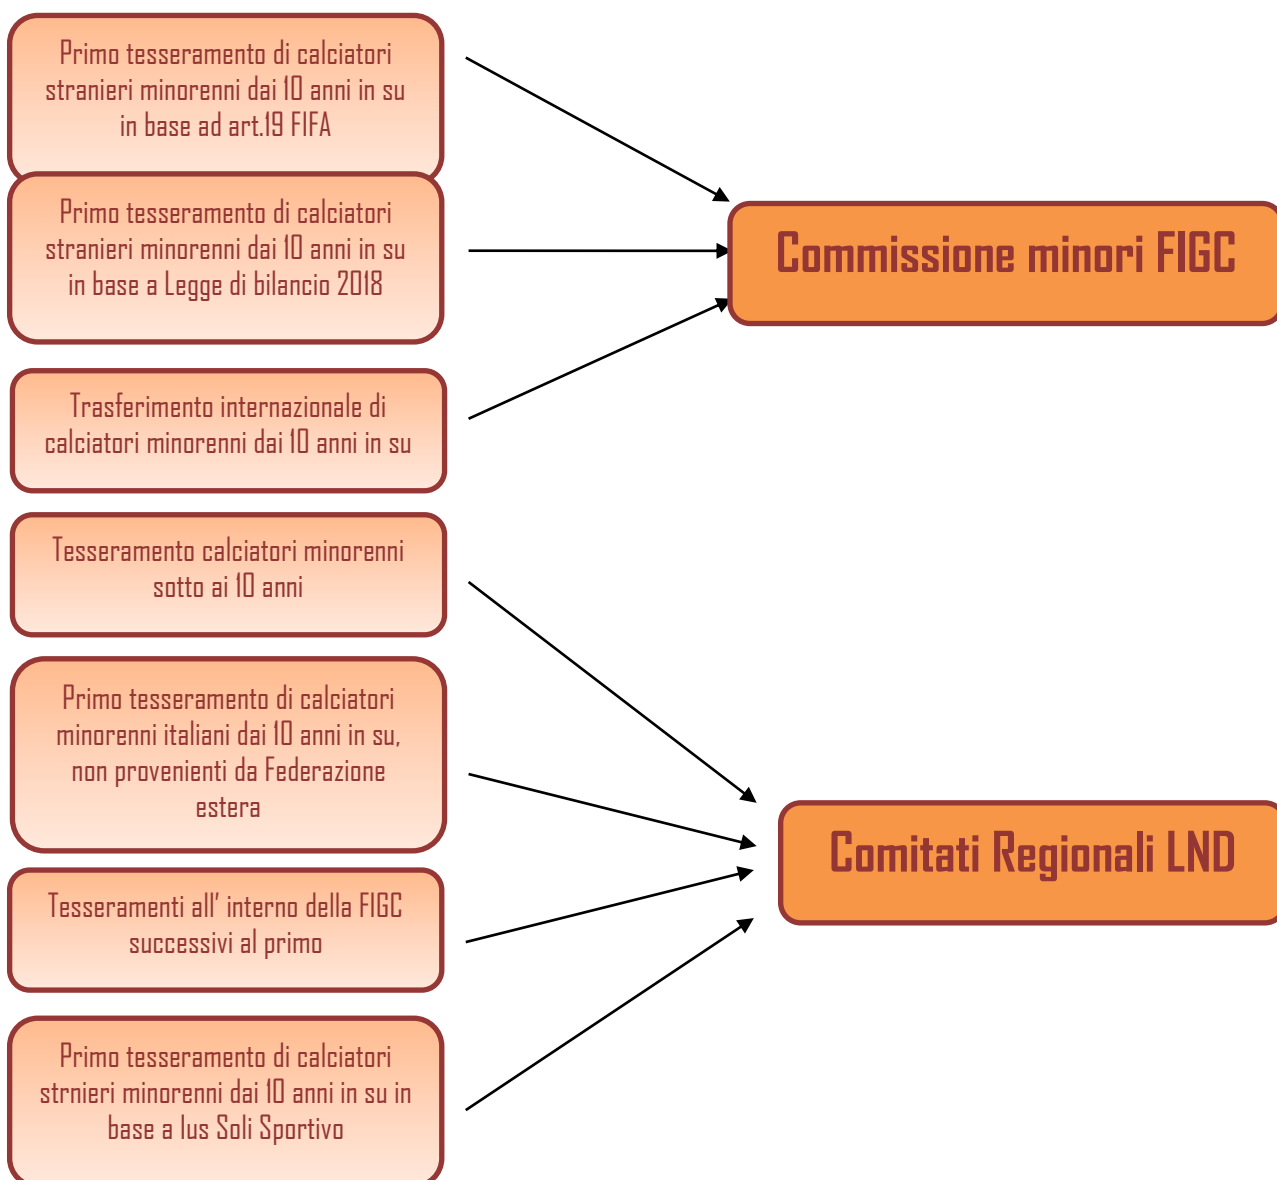 Primo tesseramento di calciatori
stranieri minorenni dai 10 anni in su
in base ad art.19 FIFA
Primo tesseramento di calciatori
stranieri minorenni dai 10 anni in su
in base a Legge di bilancio 2018
Commissione minori FIGC
Trasferimento internazionale di
calciatori minorenni dai 10 anni in su
Tesseramento calciatori minorenni
sotto ai 10 anni
Primo tesseramento di calciatori
minorenni italiani dai 10 anni in su,
non provenienti da Federazione
estera
Comitati Regionali LND
Tesseramenti all' interno della FIGC
successivi al primo
Primo tesseramento di calciatori
strnieri minorenni dai 10 anni in su in
base a Ius Soli Sportivo